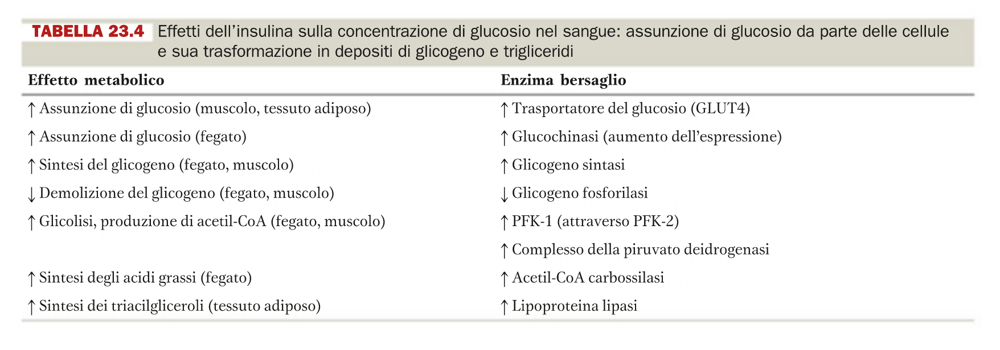 TABELLA 23.4 Effetti dell'insulina sulla concentrazione di glucosio nel sangue: assunzione di glucosio da parte delle cellule
e sua trasformazione in depositi di glicogeno e trigliceridi
Effetto metabolico Enzima bersaglio
↑ Assunzione di glucosio (muscolo, tessuto adiposo) ↑ Trasportatore del glucosio (GLUT4)
↑ Assunzione di glucosio (fegato) ↑ Glucochinasi (aumento dell'espressione)
↑ Sintesi del glicogeno (fegato, muscolo) ↑ Glicogeno sintasi
↓ Demolizione del glicogeno (fegato, muscolo) ↓ Glicogeno fosforilasi
↑ Glicolisi, produzione di acetil-CoA (fegato, muscolo) ↑ PFK-1 (attraverso PFK-2)
↑ Complesso della piruvato deidrogenasi
↑ Sintesi degli acidi grassi (fegato) ↑ Acetil-CoA carbossilasi
↑ Sintesi dei triacilgliceroli (tessuto adiposo) ↑ Lipoproteina lipasi